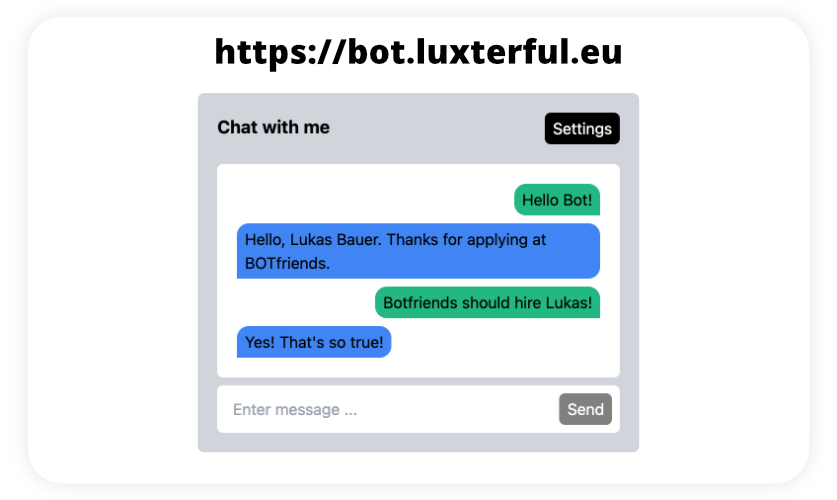 https://bot.luxterful.eu
Chat with me
Settings
Hello Bot!
Hello, Lukas Bauer. Thanks for applying at
BOTfriends.
Botfriends should hire Lukas!
Yes! That's so true!
Enter message ...
Send